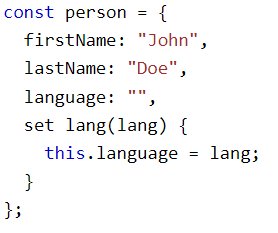 const person = {
  firstName: "John",
  lastName: "Doe",
  language: "",
  set lang(lang) {
    this.language = lang;
  }
};